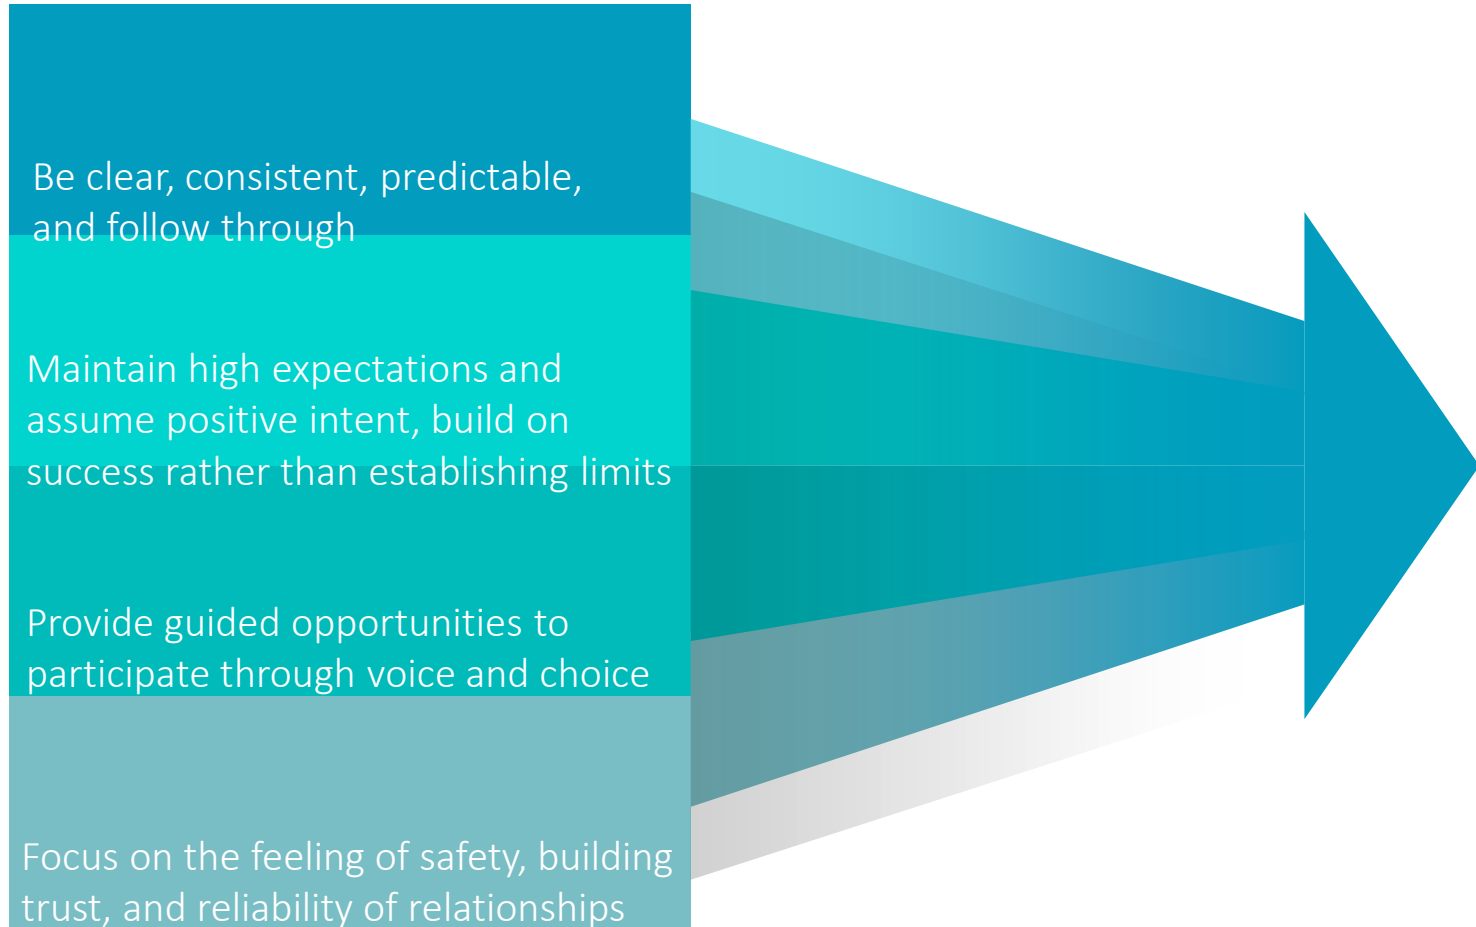 Be clear, consistent, predictable,
and follow through
Maintain high expectations and
assume positive intent, build on
success rather than establishing limits
Provide guided opportunities to
participate through voice and choice
Focus on the feeling of safety, building
trust, and reliability of relationships